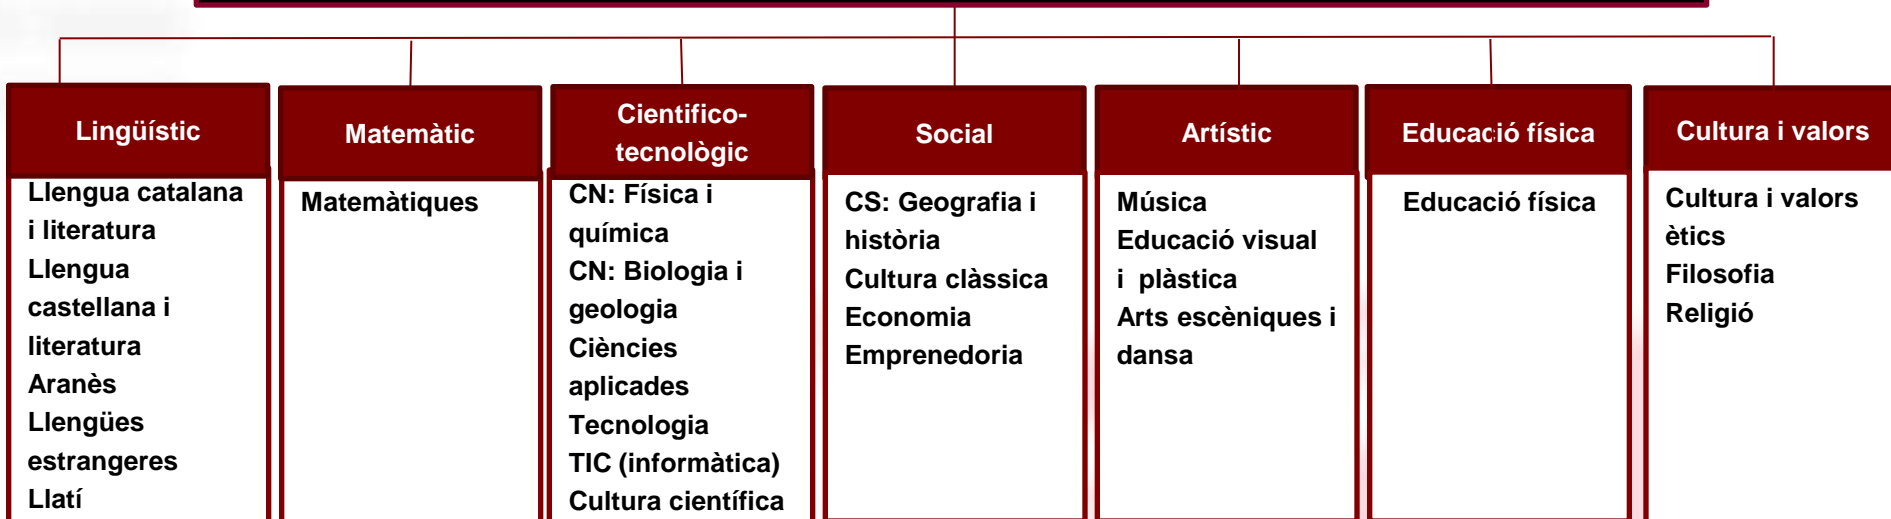 Lingüístic
Llengua catalana
i literatura
Llengua
castellana i
literatura
Aranès
Llengües
estrangeres
Llatí
Matemàtic
Matemàtiques
Cientifico-
tecnològic
CN: Física i
química
CN: Biologia i
geologia
Ciències
aplicades
Tecnologia
TIC (informàtica)
Cultura científica
Social
CS: Geografia i
història
Cultura clàssica
Economia
Emprenedoria
Artístic
Música
Educació visual
i plàstica
Arts escèniques i
dansa
Educació física
Educació física
Cultura i valors
Cultura i valors
ètics
Filosofia
Religió